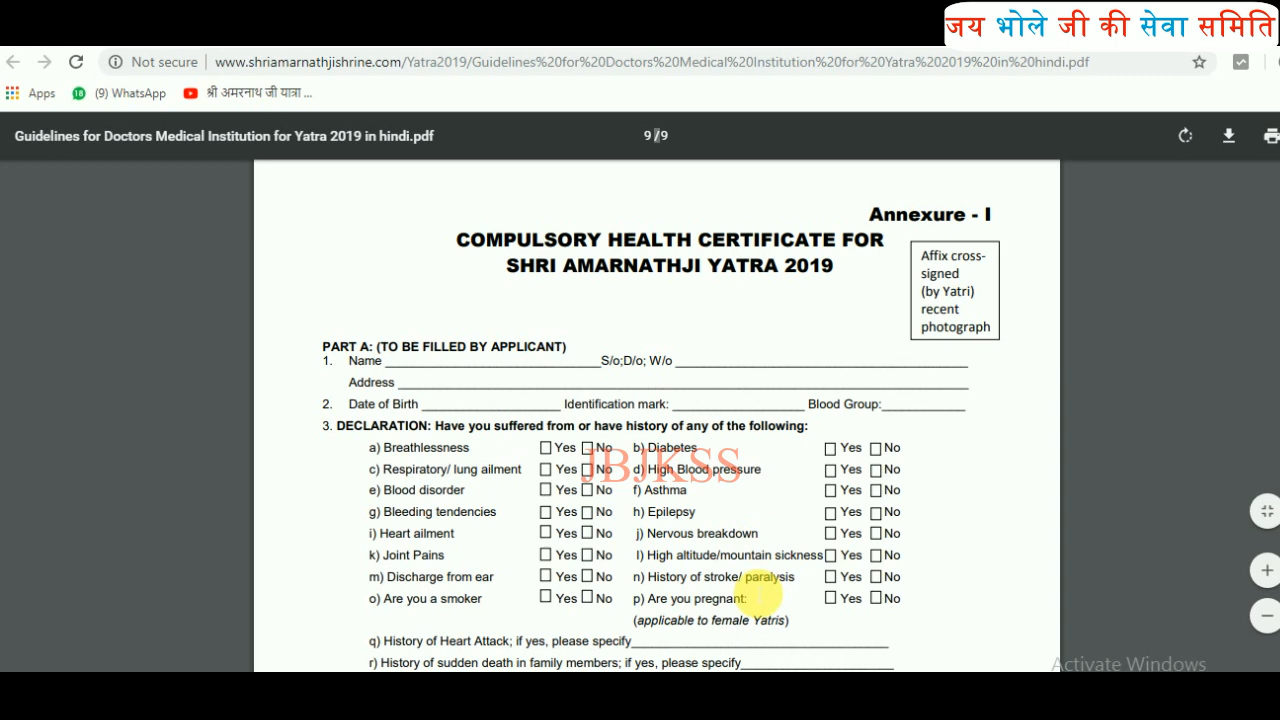 जय भोले जी की सेवा समिति
Not secure | www.shriamarnathjishrine.com/Yatra2019/Guidelines%20for%20Doctors%20Medical%20Institution%20for%20Yatra%202019%20in%20hindi.pdf
Apps (9) WhatsApp श्री अमरनाथ जी यात्रा ...
Guidelines for Doctors Medical Institution for Yatra 2019 in hindi.pdf 9 / 9
Annexure - I
COMPULSORY HEALTH CERTIFICATE FOR
SHRI AMARNATHJI YATRA 2019
Affix cross-
signed
(by Yatri)
recent
photograph
PART A: (TO BE FILLED BY APPLICANT)
1. Name ____________ S/o;D/o; W/o ____________
Address ____________
2. Date of Birth ____________ Identification mark: ____________ Blood Group:____________
3. DECLARATION: Have you suffered from or have history of any of the following:
a) Breathlessness Yes No b) Diabetes Yes No
JBJKSS
c) Respiratory/ lung ailment Yes No d) High Blood pressure Yes No
e) Blood disorder Yes No f) Asthma Yes No
g) Bleeding tendencies Yes No h) Epilepsy Yes No
i) Heart ailment Yes No j) Nervous breakdown Yes No
k) Joint Pains Yes No l) High altitude/mountain sickness Yes No
m) Discharge from ear Yes No n) History of stroke/ paralysis Yes No
o) Are you a smoker Yes No p) Are you pregnant: Yes No
(applicable to female Yatris)
q) History of Heart Attack; if yes, please specify____________
r) History of sudden death in family members; if yes, please specify____________
Activate Windows